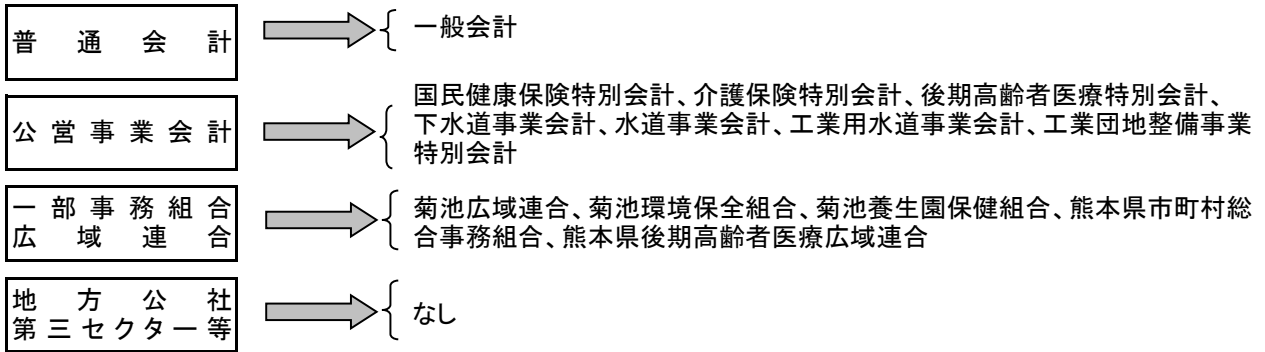 普通会計
一般会計
公営事業会計
国民健康保険特別会計、介護保険特別会計、後期高齢者医療特別会計、
下水道事業会計、水道事業会計、工業用水道事業会計、工業団地整備事業
特別会計
一部事務組合
広域連合
菊池広域連合、菊池環境保全組合、菊池養生園保健組合、熊本県市町村総
合事務組合、熊本県後期高齢者医療広域連合
地方公社
第三セクター等
なし